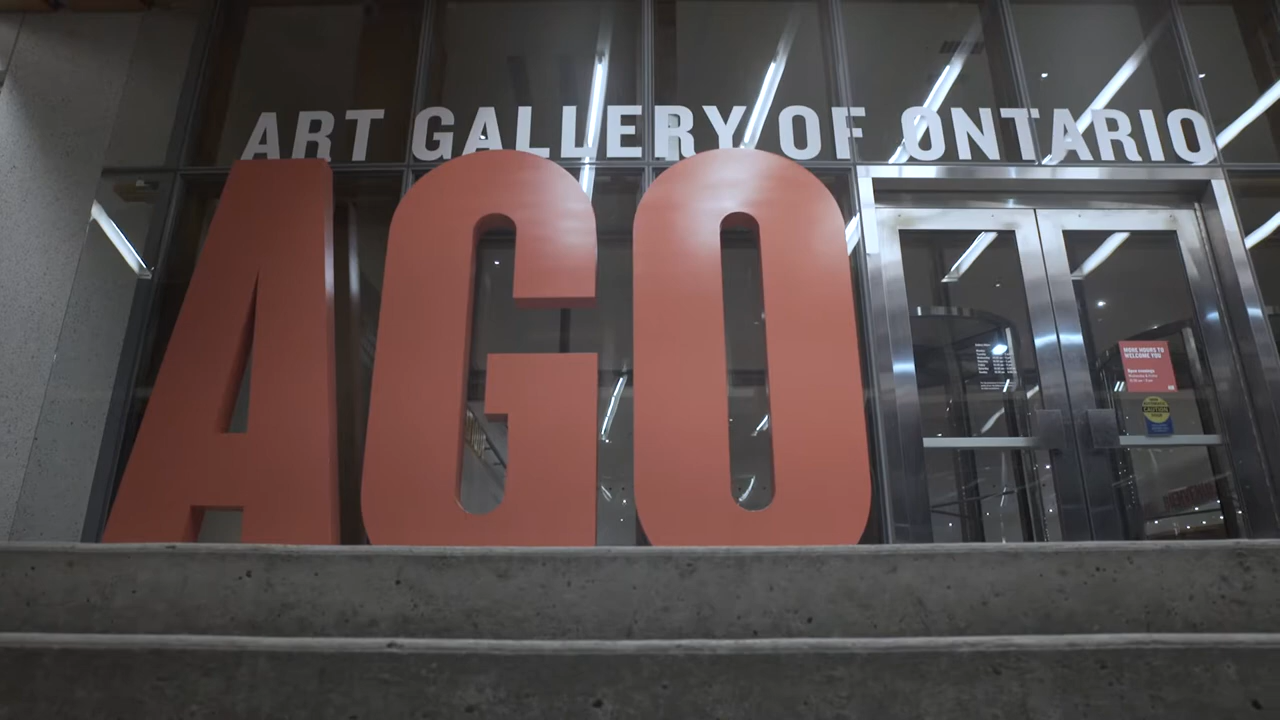 ART GALLERY OF ONTARIO
AGO
MORE HOURS TO
WELCOME YOU
CAUTION